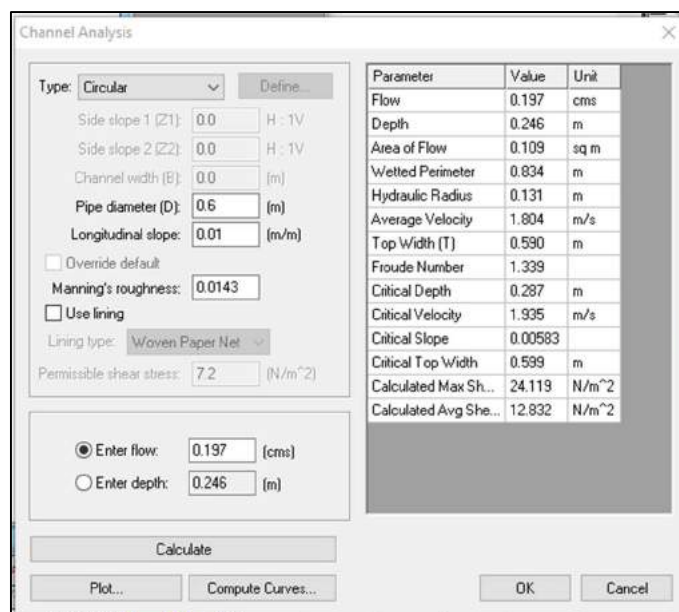 Channel Analysis
Type: Circular Define...
Side slope 1 (Z1): 0.0 H : 1V
Side slope 2 (Z2): 0.0 H : 1V
Channel width (B): 0.0 (m)
Pipe diameter (D): 0.6 (m)
Longitudinal slope: 0.01 (m/m)
Override default
Manning's roughness: 0.0143
Use lining
Lining type: Woven Paper Net
Permissible shear stress: 7.2 (N/m^2)
Enter flow: 0.197 (cms)
Enter depth: 0.246 (m)
Calculate
Plot... Compute Curves...
Parameter Value Unit
Flow 0.197 cms
Depth 0.246 m
Area of Flow 0.109 sq m
Wetted Perimeter 0.834 m
Hydraulic Radius 0.131 m
Average Velocity 1.804 m/s
Top Width (T) 0.590 m
Froude Number 1.339
Critical Depth 0.287 m
Critical Velocity 1.935 m/s
Critical Slope 0.00583
Critical Top Width 0.599 m
Calculated Max Sh... 24.119 N/m^2
Calculated Avg She... 12.832 N/m^2
OK Cancel